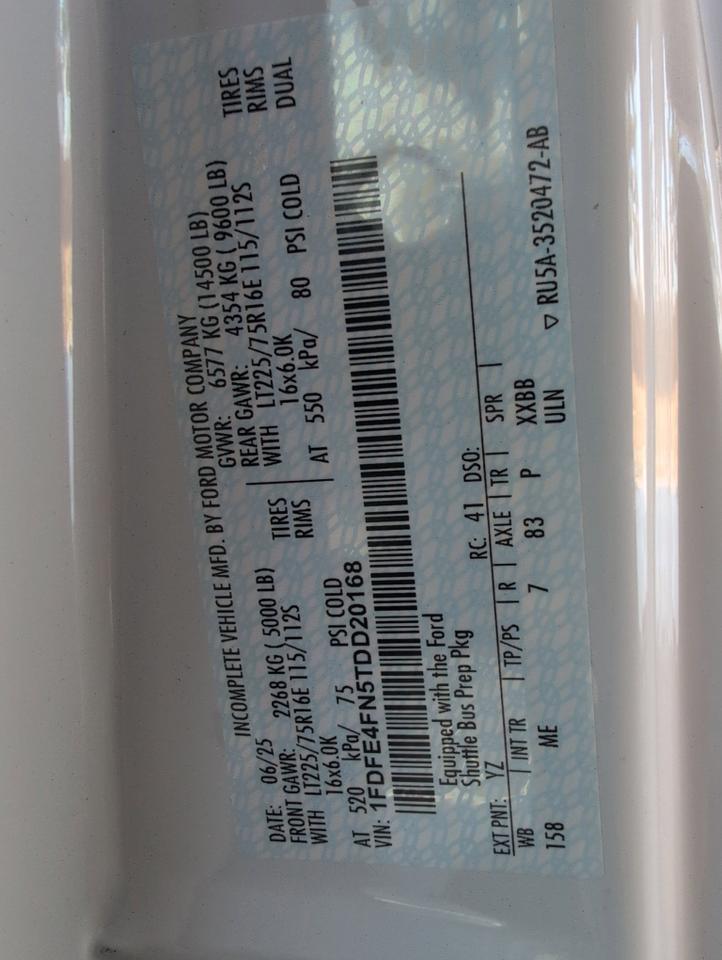 INCOMPLETE VEHICLE MFD. BY FORD MOTOR COMPANY
DATE: 06/25 GVWR: 6577 KG (14500 LB)
FRONT GAWR: 2268 KG ( 5000 LB) REAR GAWR: 4354 KG ( 9600 LB)
WITH LT225/75R16E 115/112S TIRES WITH LT225/75R16E 115/112S TIRES
16x6.0K RIMS 16x6.0K RIMS
AT 520 kPa/ 75 PSI COLD AT 550 kPa/ 80 PSI COLD DUAL
VIN: 1FDFE4FN5TDD20168
Equipped with the Ford
Shuttle Bus Prep Pkg
EXT PNT: YZ RC: 41 DSO:
WB INT TR TP/PS R AXLE TR SPR
158 ME 7 83 P XXBB
ULN ▽ RU5A-3520472-AB